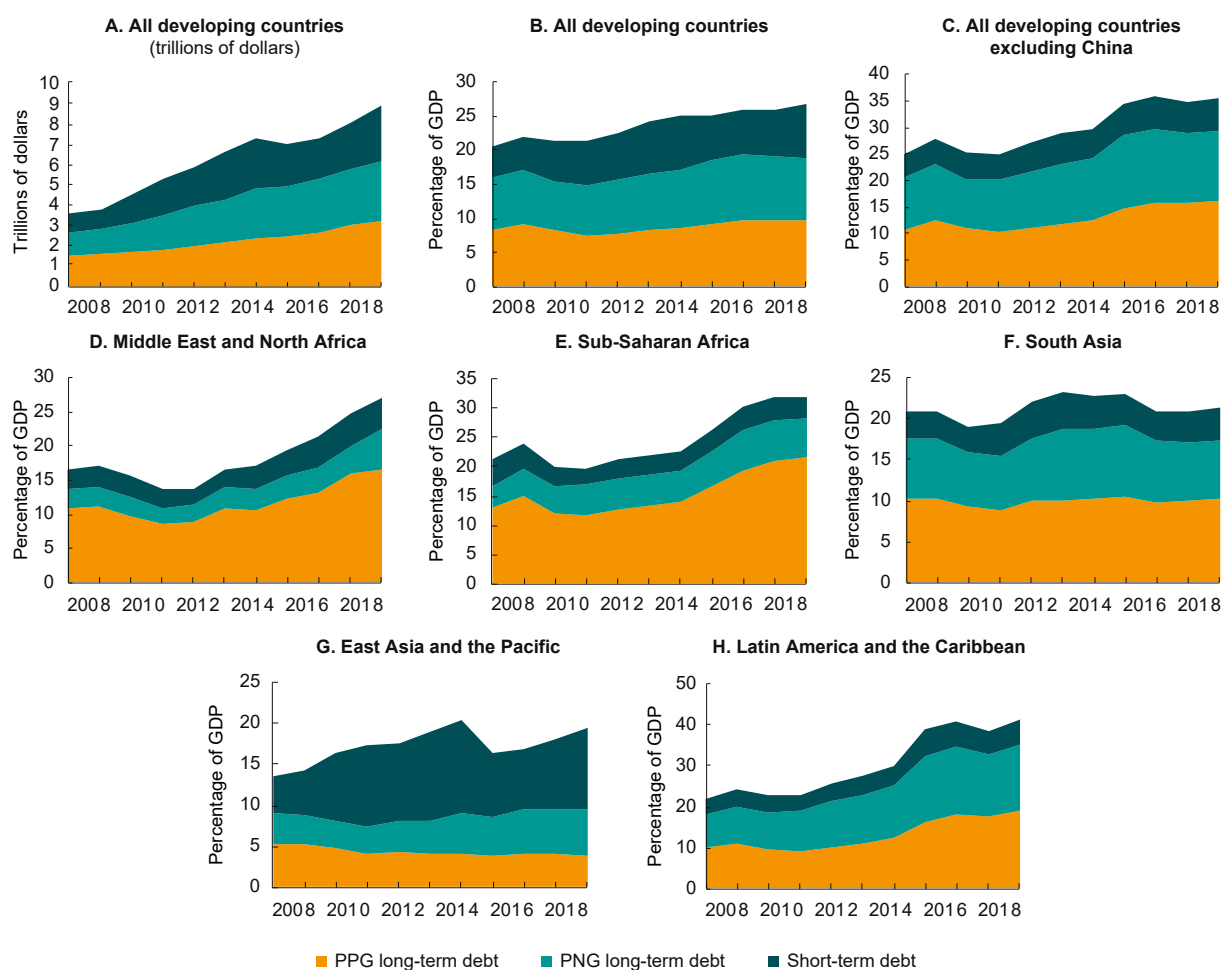 A. All developing countries
(trillions of dollars)
Trillions of dollars
10
9
8
7
6
5
4
3
2
1
0
2008 2010 2012 2014 2016 2018
B. All developing countries
Percentage of GDP
30
25
20
15
10
5
0
2008 2010 2012 2014 2016 2018
C. All developing countries
excluding China
Percentage of GDP
40
35
30
25
20
15
10
5
0
2008 2010 2012 2014 2016 2018
D. Middle East and North Africa
Percentage of GDP
30
25
20
15
10
5
0
2008 2010 2012 2014 2016 2018
E. Sub-Saharan Africa
Percentage of GDP
35
30
25
20
15
10
5
0
2008 2010 2012 2014 2016 2018
F. South Asia
Percentage of GDP
25
20
15
10
5
0
2008 2010 2012 2014 2016 2018
G. East Asia and the Pacific
Percentage of GDP
25
20
15
10
5
0
2008 2010 2012 2014 2016 2018
H. Latin America and the Caribbean
Percentage of GDP
50
40
30
20
10
0
2008 2010 2012 2014 2016 2018
PPG long-term debt PNG long-term debt Short-term debt